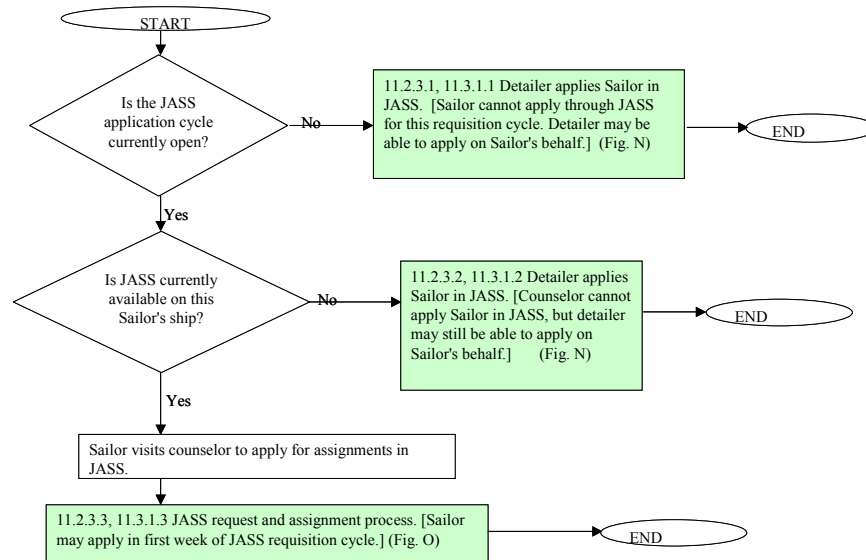 START
Is the JASS
application cycle
currently open?
No
11.2.3.1, 11.3.1.1 Detailer applies Sailor in
JASS.  [Sailor cannot apply through JASS
for this requisition cycle. Detailer may be
able to apply on Sailor's behalf.]  (Fig. N)
END
Yes
Is JASS currently
available on this
Sailor's ship?
No
11.2.3.2, 11.3.1.2 Detailer applies
Sailor in JASS. [Counselor cannot
apply Sailor in JASS, but detailer
may still be able to apply on
Sailor's behalf.]      (Fig. N)
END
Yes
Sailor visits counselor to apply for assignments in
JASS.
11.2.3.3, 11.3.1.3 JASS request and assignment process. [Sailor
may apply in first week of JASS requisition cycle.] (Fig. O)
END